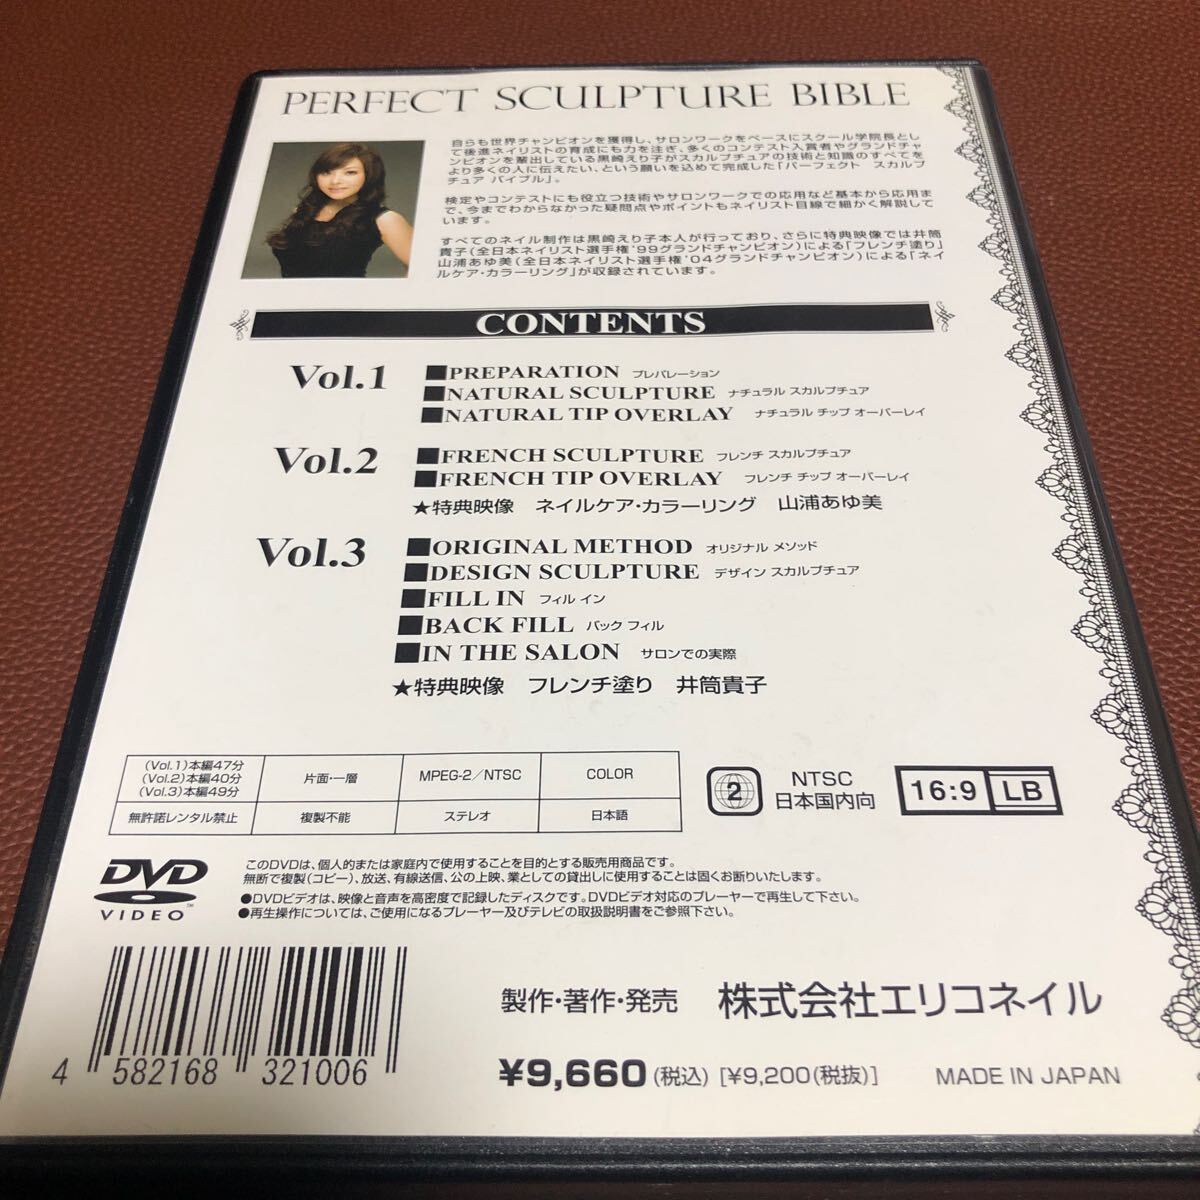 PERFECT SCULPTURE BIBLE
自らも世界チャンピオンを獲得し、サロンワークをベースにスクール学院長とし
て後進ネイリストの育成にも力を注ぎ、多くのコンテスト入賞者やグランドチャ
ンピオンを輩出している黒崎えり子がスカルプチュアの技術と知識のすべてを
より多くの人に伝えたい、という願いを込めて完成した「パーフェクト スカルプ
チュア バイブル」。
検定やコンテストにも役立つ技術やサロンワークでの応用など基本から応用ま
で、今までわからなかった疑問点やポイントもネイリスト目線で細かく解説して
います。
すべてのネイル制作は黒崎えり子本人が行っており、さらに特典映像では井筒
貴子(全日本ネイリスト選手権'99グランドチャンピオン)による「フレンチ塗り」
山浦あゆ美(全日本ネイリスト選手権'04グランドチャンピオン)による「ネイ
ルケア・カラーリング」が収録されています。
CONTENTS
Vol.1
■PREPARATION プレパレーション
■NATURAL SCULPTURE ナチュラル スカルプチュア
■NATURAL TIP OVERLAY ナチュラル チップ オーバーレイ
Vol.2
■FRENCH SCULPTURE フレンチ スカルプチュア
■FRENCH TIP OVERLAY フレンチ チップ オーバーレイ
★特典映像 ネイルケア・カラーリング 山浦あゆ美
Vol.3
■ORIGINAL METHOD オリジナル メソッド
■DESIGN SCULPTURE デザイン スカルプチュア
■FILL IN フィル イン
■BACK FILL バック フィル
■IN THE SALON サロンでの実際
★特典映像 フレンチ塗り 井筒貴子
(Vol.1)本編47分
(Vol.2)本編40分
(Vol.3)本編49分
片面・一層
MPEG-2/NTSC
COLOR
無許諾レンタル禁止
複製不能
ステレオ
日本語
2
NTSC
日本国内向
16:9 LB
DVD
VIDEO™
このDVDは、個人的または家庭内で使用することを目的とする販売用商品です。
無断で複製(コピー)、放送、有線送信、公の上映、業としての貸出しに使用することは固くお断りいたします。
●DVDビデオは、映像と音声を高密度で記録したディスクです。DVDビデオ対応のプレーヤーで再生して下さい。
●再生操作については、ご使用になるプレーヤー及びテレビの取扱説明書をご参照下さい。
4 582168 321006
製作・著作・発売 株式会社エリコネイル
¥9,660(税込) [¥9,200(税抜)] MADE IN JAPAN